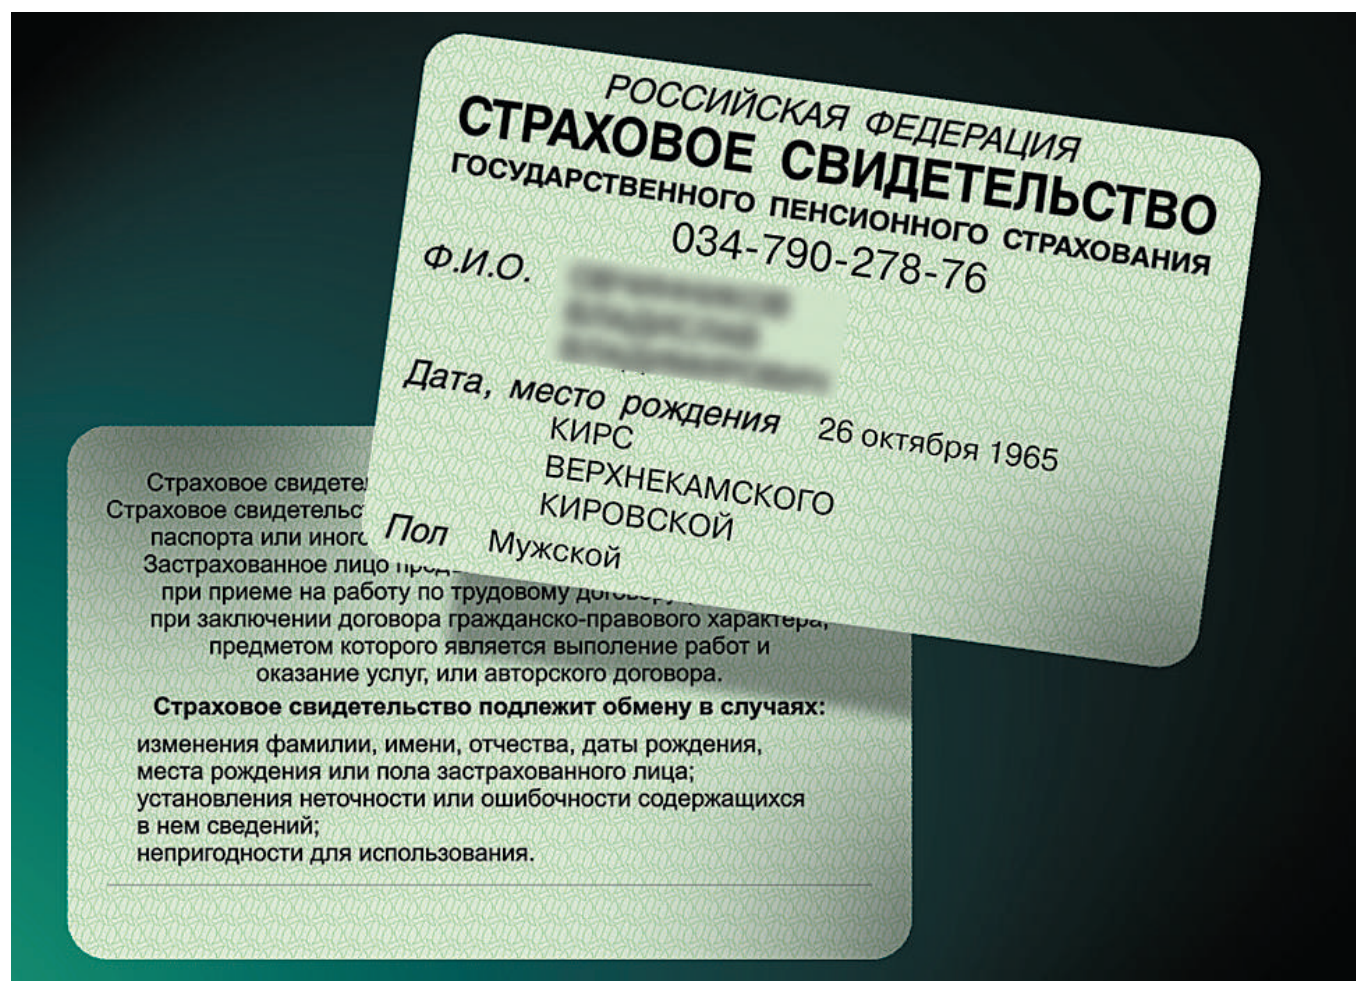 РОССИЙСКАЯ ФЕДЕРАЦИЯ
СТРАХОВОЕ СВИДЕТЕЛЬСТВО
ГОСУДАРСТВЕННОГО ПЕНСИОННОГО СТРАХОВАНИЯ
034-790-278-76
Ф.И.О.
Дата, место рождения 26 октября 1965
КИРС
ВЕРХНЕКАМСКОГО
КИРОВСКОЙ
Пол Мужской
Страховое
Страховое
паспорта или
Застрахованное лицо
при приеме на работу по трудовому
при заключении договора гражданско-правового характера,
предметом которого является выполение работ и
оказание услуг, или авторского договора.
Страховое свидетельство подлежит обмену в случаях:
изменения фамилии, имени, отчества, даты рождения,
места рождения или пола застрахованного лица;
установления неточности или ошибочности содержащихся
в нем сведений;
непригодности для использования.